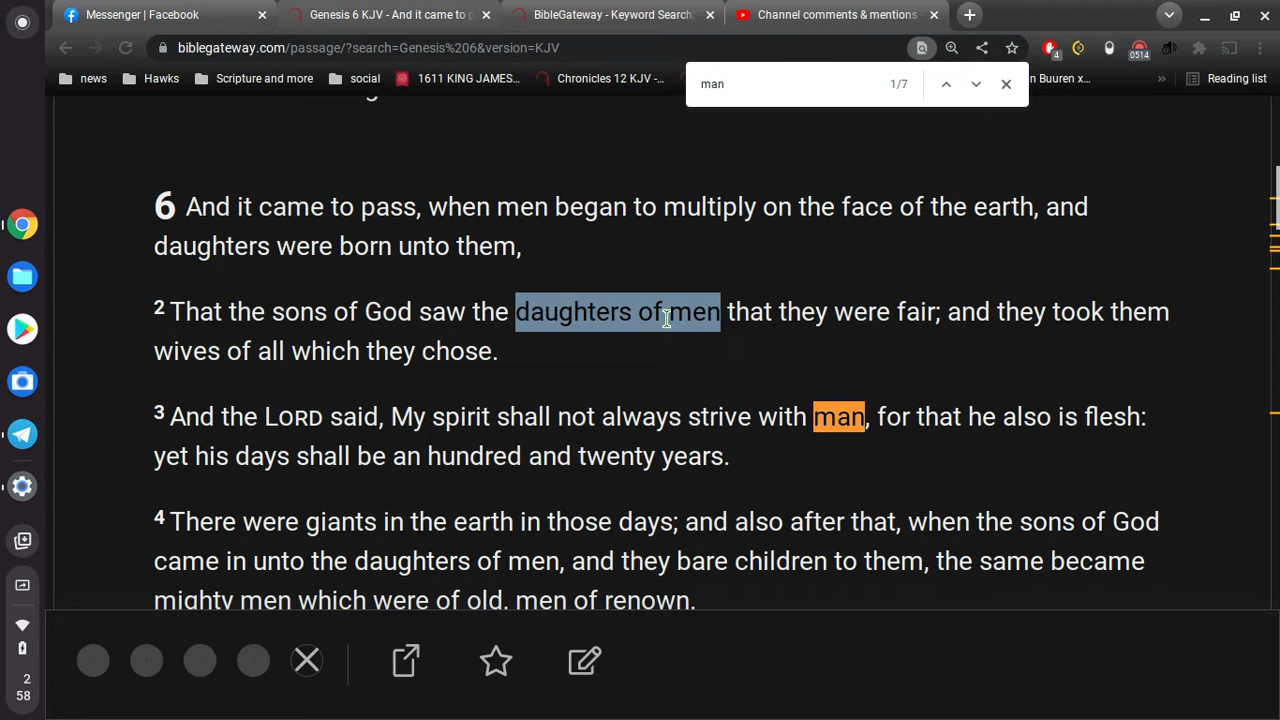 Messenger | Facebook
Genesis 6 KJV - And it came to p
BibleGateway - Keyword Search:
Channel comments & mentions
biblegateway.com/passage/?search=Genesis%206&version=KJV
4
0514
news
Hawks
Scripture and more
social
1611 KING JAMES...
Chronicles 12 KJV -...
n Buuren x...
»
Reading list
man
1/7
6 And it came to pass, when men began to multiply on the face of the earth, and
daughters were born unto them,
2 That the sons of God saw the daughters of men that they were fair; and they took them
wives of all which they chose.
3 And the LORD said, My spirit shall not always strive with man, for that he also is flesh:
yet his days shall be an hundred and twenty years.
4 There were giants in the earth in those days; and also after that, when the sons of God
came in unto the daughters of men, and they bare children to them, the same became
mighty men which were of old, men of renown.
2
58